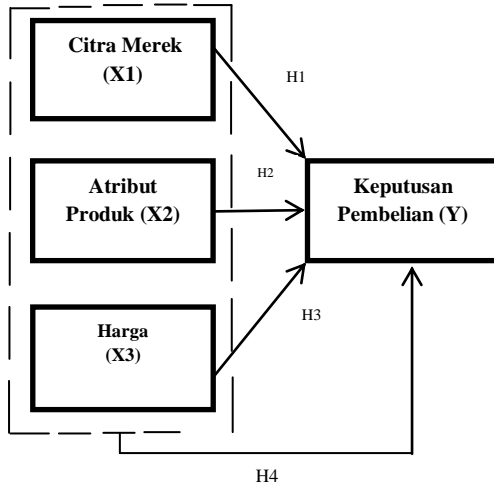 Citra Merek
(X1)
H1
Atribut
Produk (X2)
H2
Keputusan
Pembelian (Y)
Harga
(X3)
H3
H4